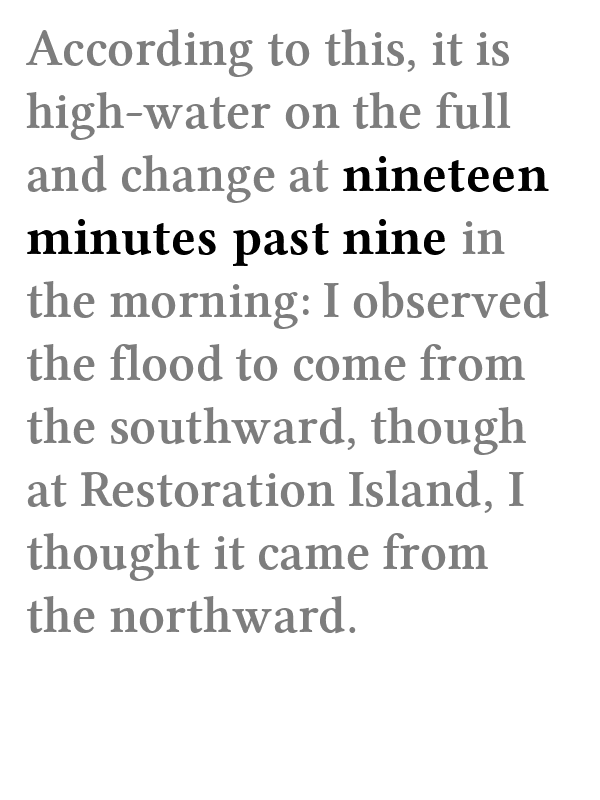 According to this, it is
high-water on the full
and change at nineteen
minutes past nine in
the morning: I observed
the flood to come from
the southward, though
at Restoration Island, I
thought it came from
the northward.